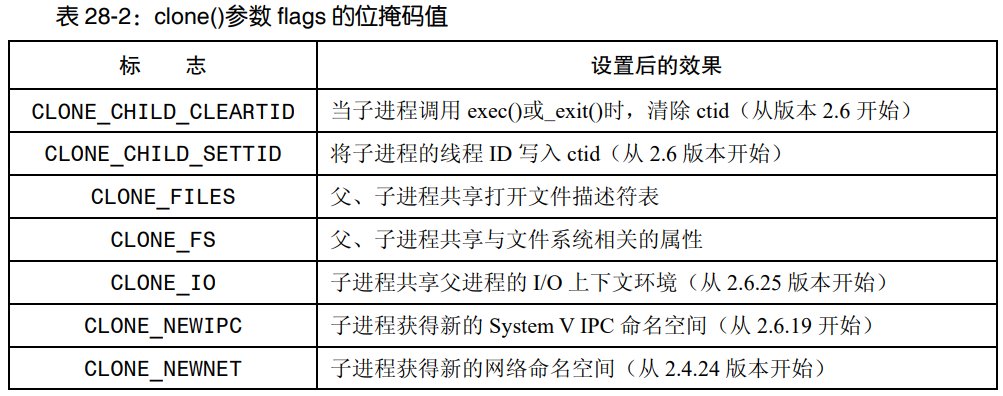 表 28-2：clone()参数 flags 的位掩码值
标 志 设置后的效果
CLONE_CHILD_CLEARTID 当子进程调用 exec()或_exit()时，清除 ctid（从版本 2.6 开始）
CLONE_CHILD_SETTID 将子进程的线程 ID 写入 ctid（从 2.6 版本开始）
CLONE_FILES 父、子进程共享打开文件描述符表
CLONE_FS 父、子进程共享与文件系统相关的属性
CLONE_IO 子进程共享父进程的 I/O 上下文环境（从 2.6.25 版本开始）
CLONE_NEWIPC 子进程获得新的 System V IPC 命名空间（从 2.6.19 开始）
CLONE_NEWNET 子进程获得新的网络命名空间（从 2.4.24 版本开始）